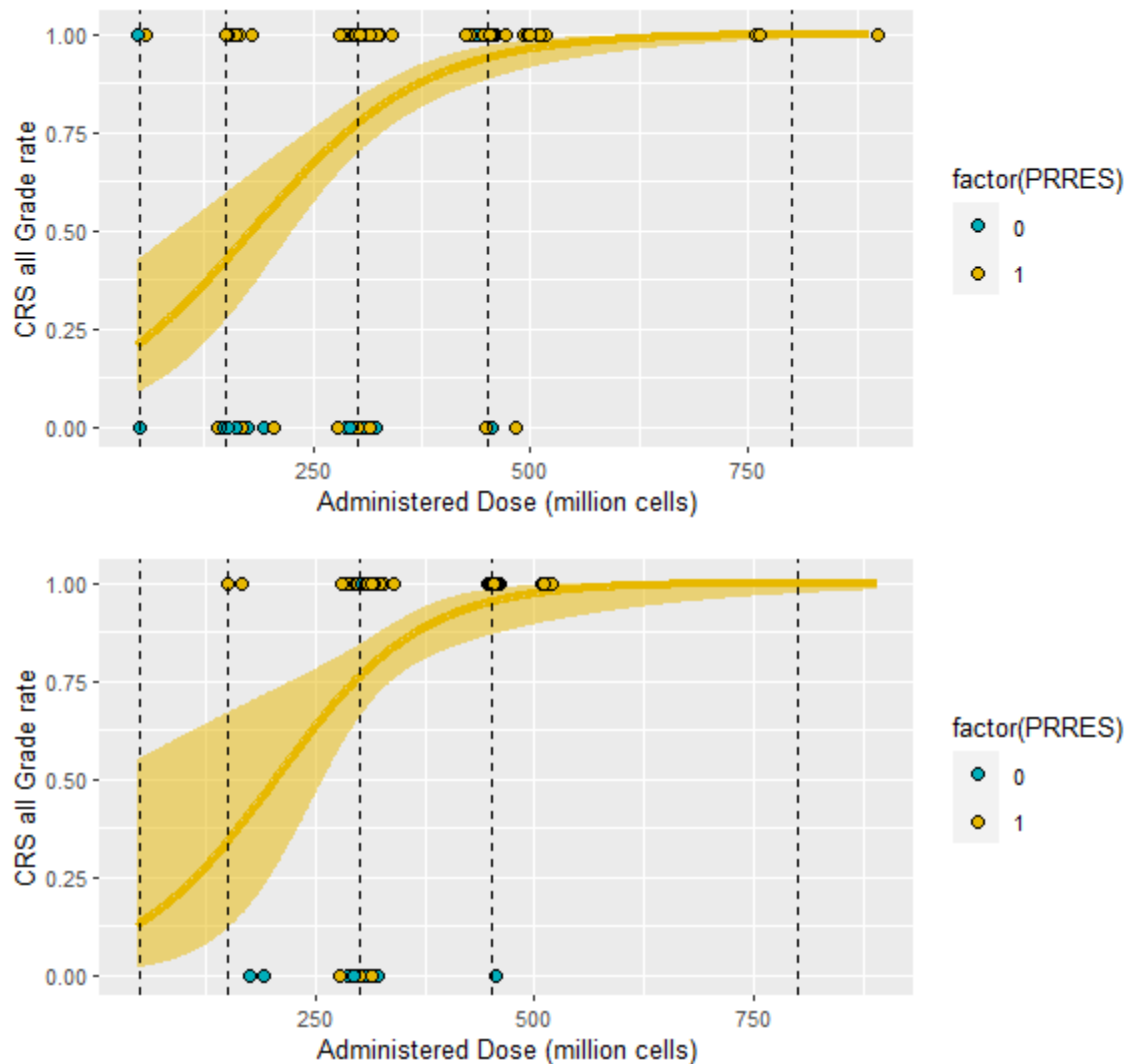 1.00
0.75
0.50
0.25
0.00
CRS all Grade rate
250 500 750
Administered Dose (million cells)
factor(PRRES)
0
1
1.00
0.75
0.50
0.25
0.00
CRS all Grade rate
250 500 750
Administered Dose (million cells)
factor(PRRES)
0
1